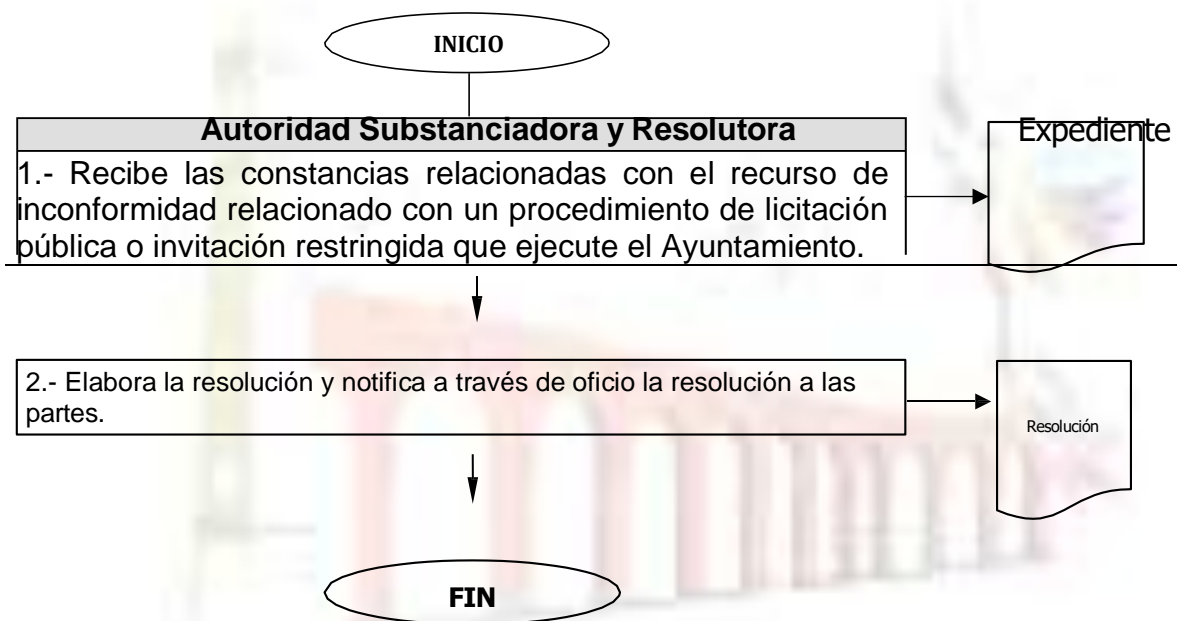 INICIO
Autoridad Substanciadora y Resolutora
Expediente
1.- Recibe las constancias relacionadas con el recurso de
inconformidad relacionado con un procedimiento de licitación
pública o invitación restringida que ejecute el Ayuntamiento.
2.- Elabora la resolución y notifica a través de oficio la resolución a las
partes.
Resolución
FIN